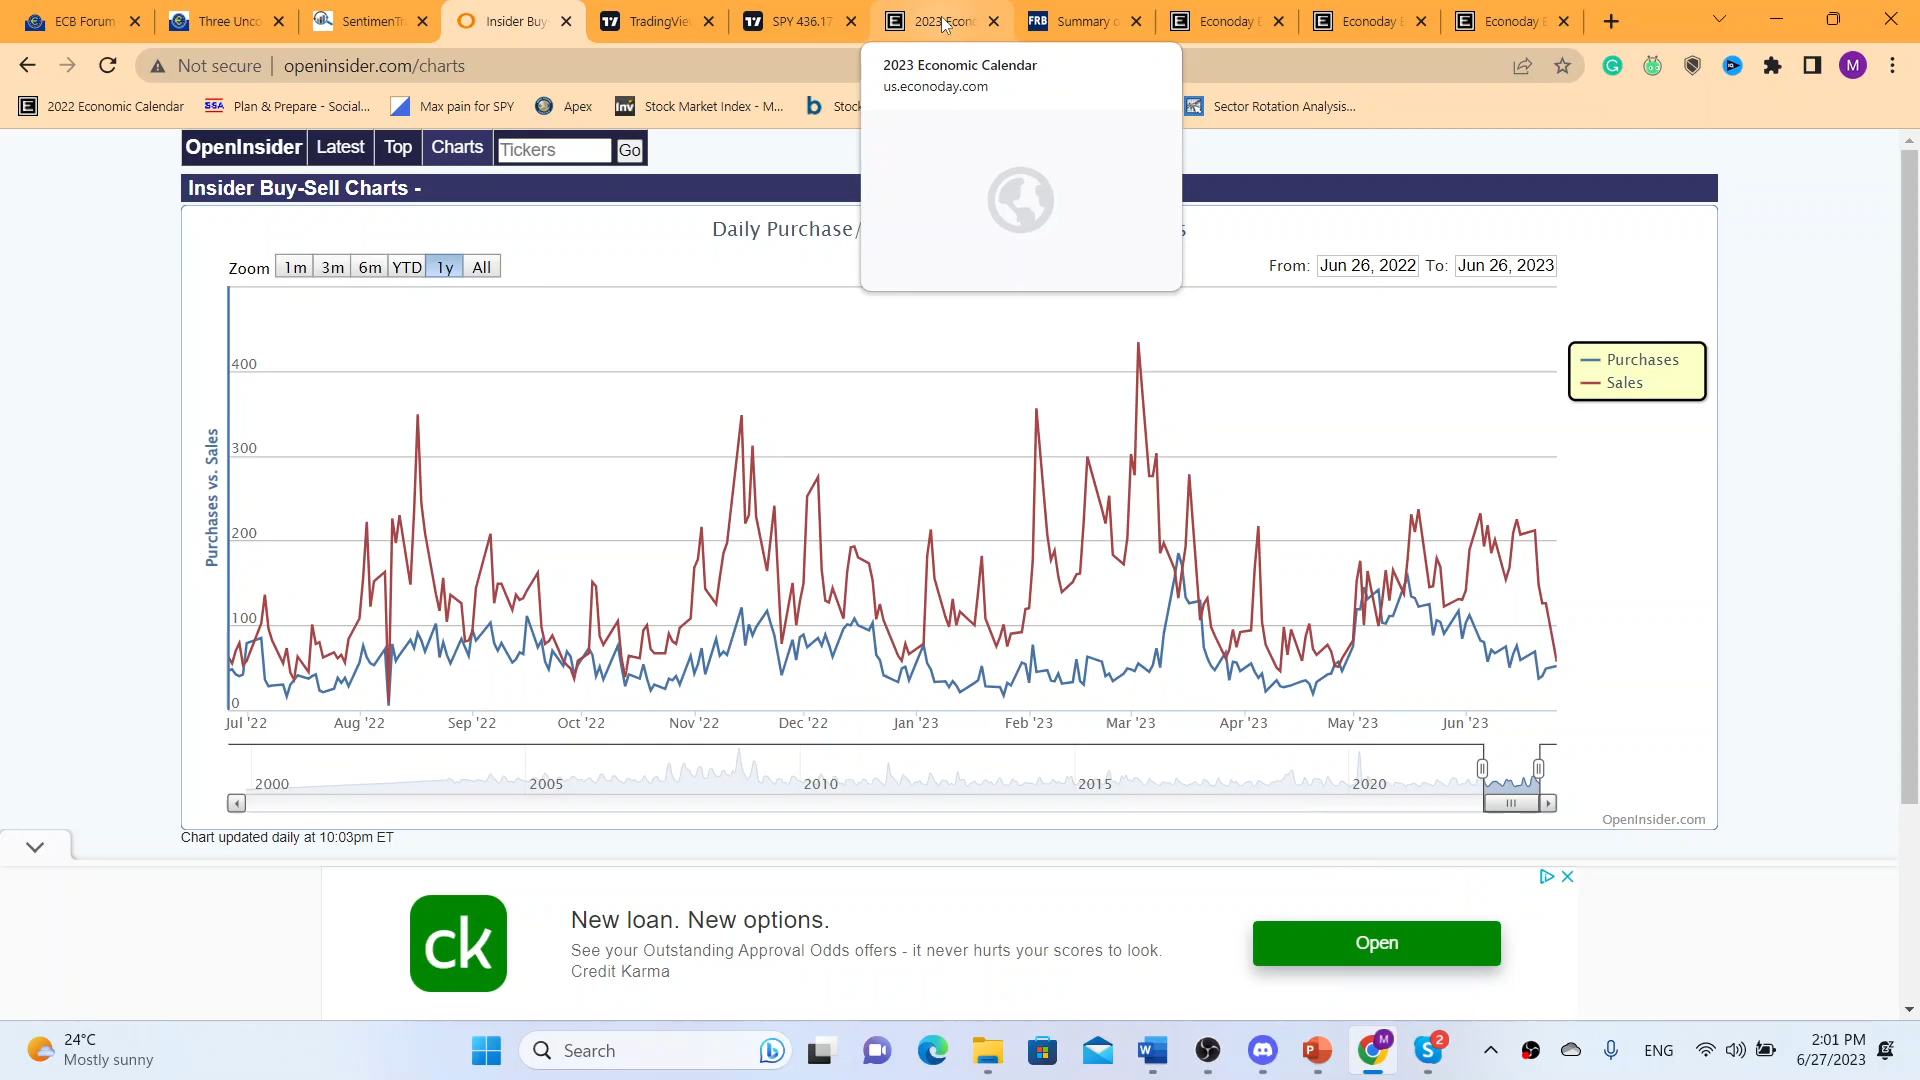 ECB Forum
Three Unco
SentimenTr
Insider Buy-
TradingVie
SPY 436.17
2023 Econ
FRB Summary o
Econoday E
Econoday E
Econoday E
Not secure | openinsider.com/charts
M
2023 Economic Calendar
us.econoday.com
2022 Economic Calendar
SSA Plan & Prepare - Social...
Max pain for SPY
Apex
Inv Stock Market Index - M...
b Stock
Sector Rotation Analysis...
OpenInsider Latest Top Charts Tickers Go
Insider Buy-Sell Charts -
Daily Purchase/
s
Zoom 1m 3m 6m YTD 1y All
From: Jun 26, 2022 To: Jun 26, 2023
Purchases
Sales
Purchases vs. Sales
400
300
200
100
0
Jul '22 Aug '22 Sep '22 Oct '22 Nov '22 Dec '22 Jan '23 Feb '23 Mar '23 Apr '23 May '23 Jun '23
2000 2005 2010 2015 2020
OpenInsider.com
Chart updated daily at 10:03pm ET
ck
New loan. New options.
See your Outstanding Approval Odds offers - it never hurts your scores to look.
Credit Karma
Open
24°C
Mostly sunny
Search
W
P
M
S 2
ENG
2:01 PM
6/27/2023